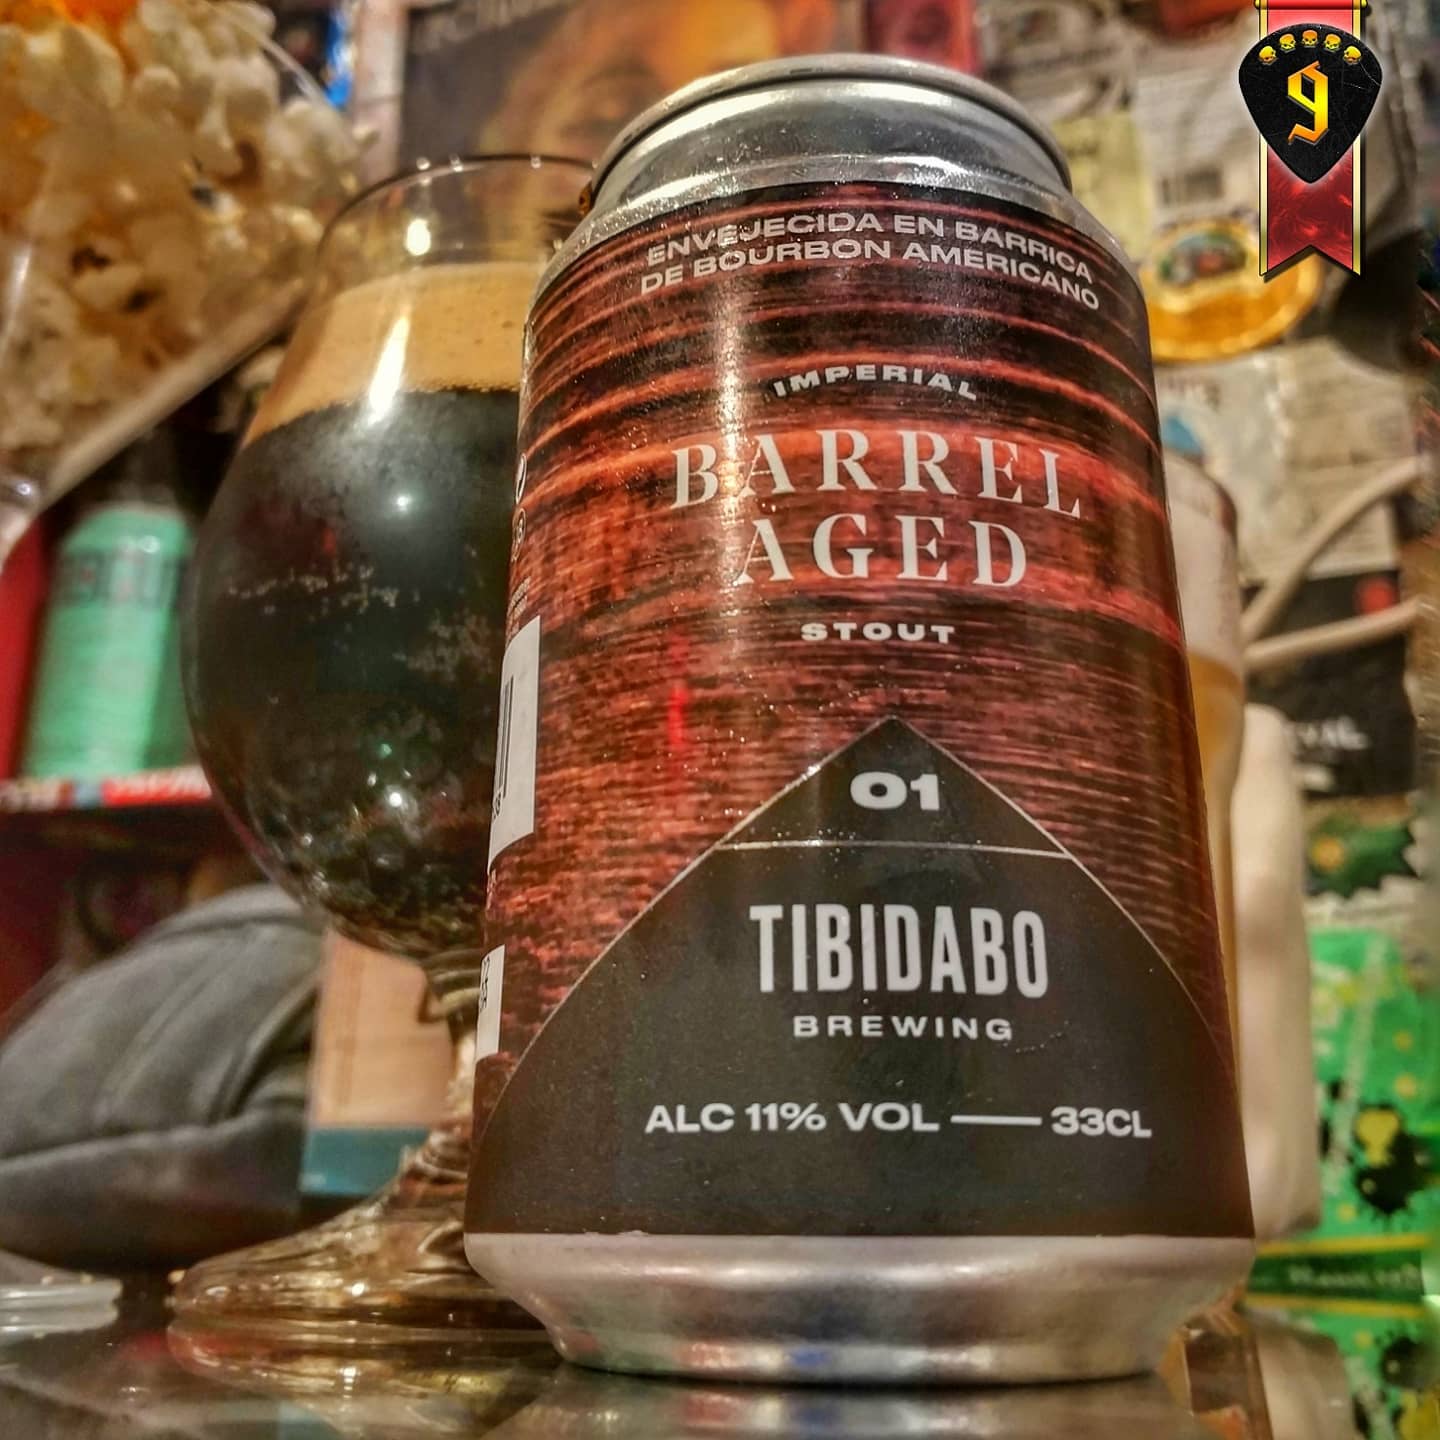 9
ENVEJECIDA EN BARRICA
DE BOURBON AMERICANO
IMPERIAL
BARREL
AGED
STOUT
01
TIBIDABO
BREWING
ALC 11% VOL — 33CL